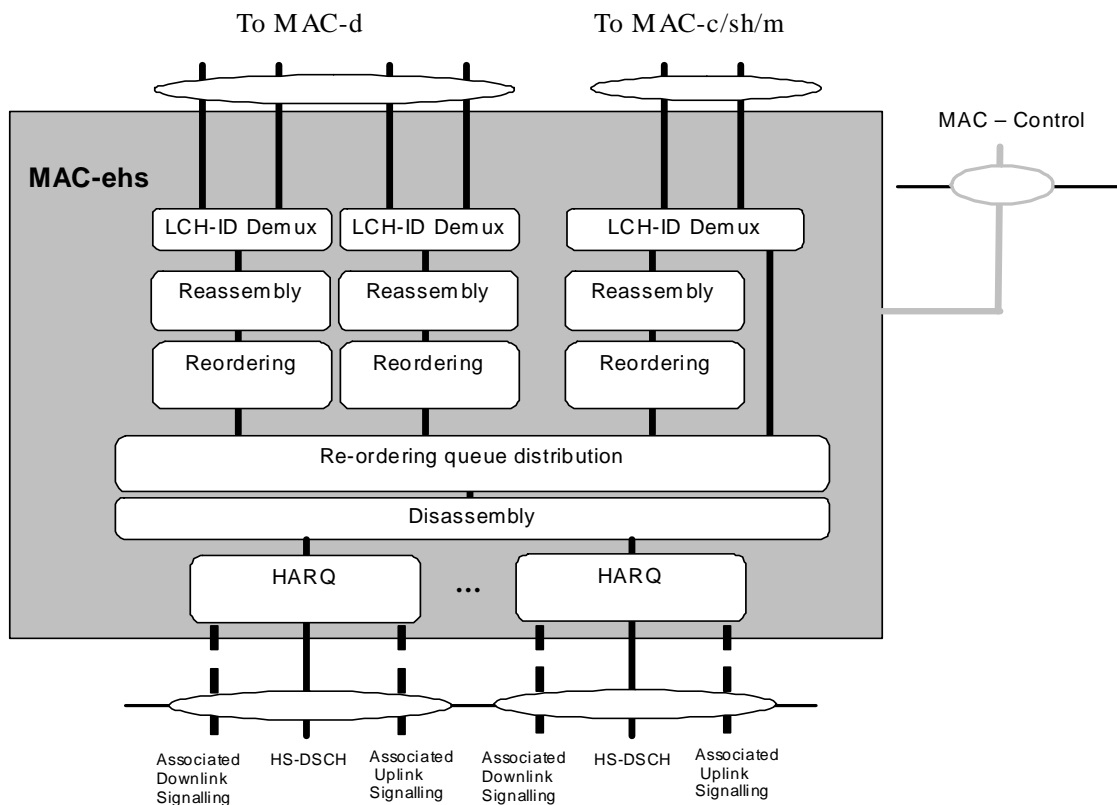 To MAC-d
To MAC-c/sh/m
MAC – Control
MAC-ehs
LCH-ID Demux
LCH-ID Demux
LCH-ID Demux
Reassembly
Reassembly
Reassembly
Reordering
Reordering
Reordering
Re-ordering queue distribution
Disassembly
HARQ
...
HARQ
Associated
Downlink
Signalling
HS-DSCH
Associated
Uplink
Signalling
Associated
Downlink
Signalling
HS-DSCH
Associated
Uplink
Signalling